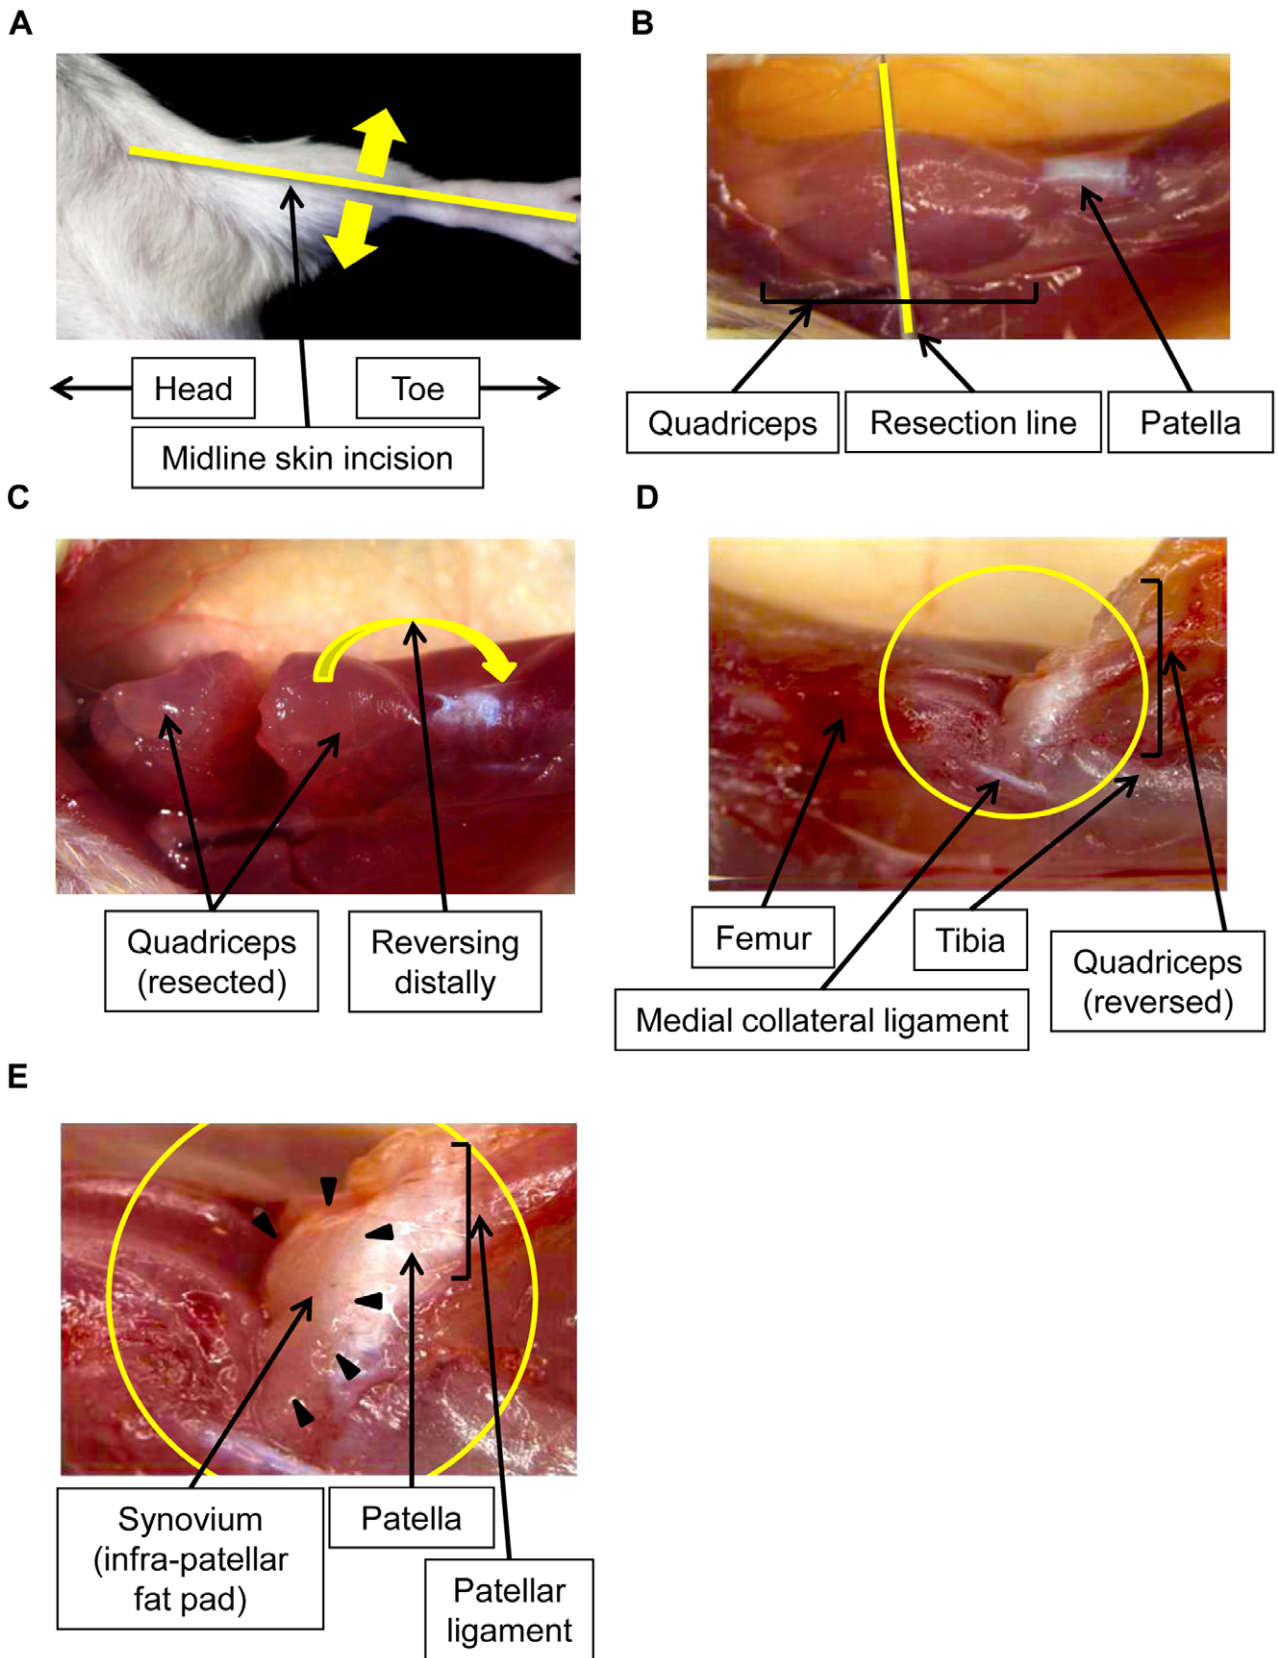 A
Head
Toe
Midline skin incision
B
Quadriceps
Resection line
Patella
C
Quadriceps
(resected)
Reversing
distally
D
Femur
Tibia
Quadriceps
(reversed)
Medial collateral ligament
E
Synovium
(infra-patellar
fat pad)
Patella
Patellar
ligament